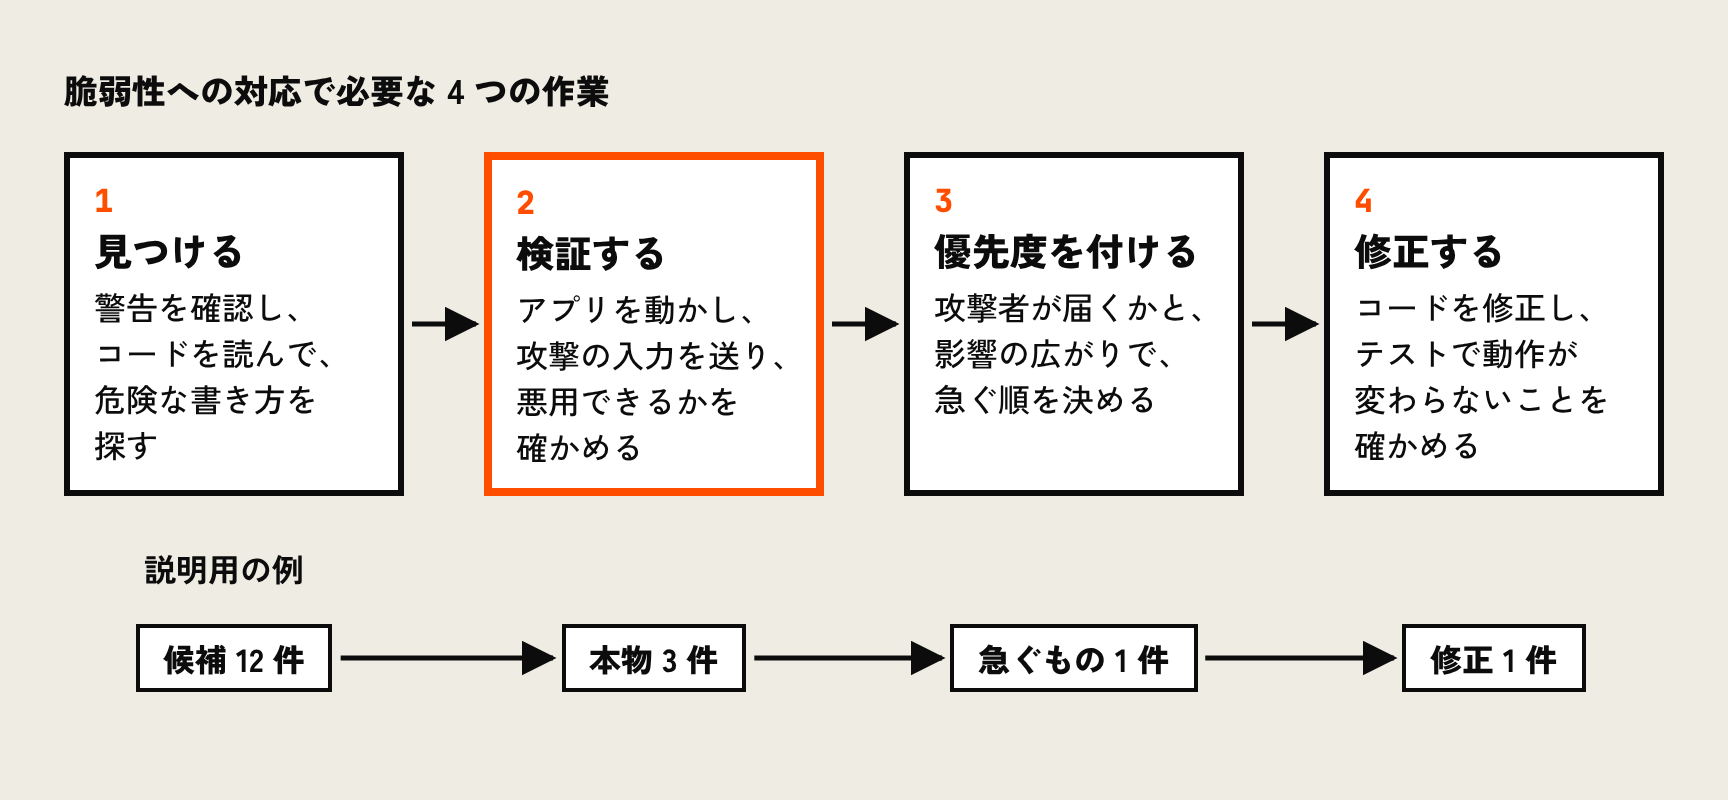 脆弱性への対応で必要な 4 つの作業
1
見つける
警告を確認し、
コードを読んで、
危険な書き方を
探す
2
検証する
アプリを動かし、
攻撃の入力を送り、
悪用できるかを
確かめる
3
優先度を付ける
攻撃者が届くかと、
影響の広がりで、
急ぐ順を決める
4
修正する
コードを修正し、
テストで動作が
変わらないことを
確かめる
説明用の例
候補 12 件
本物 3 件
急ぐもの 1 件
修正 1 件